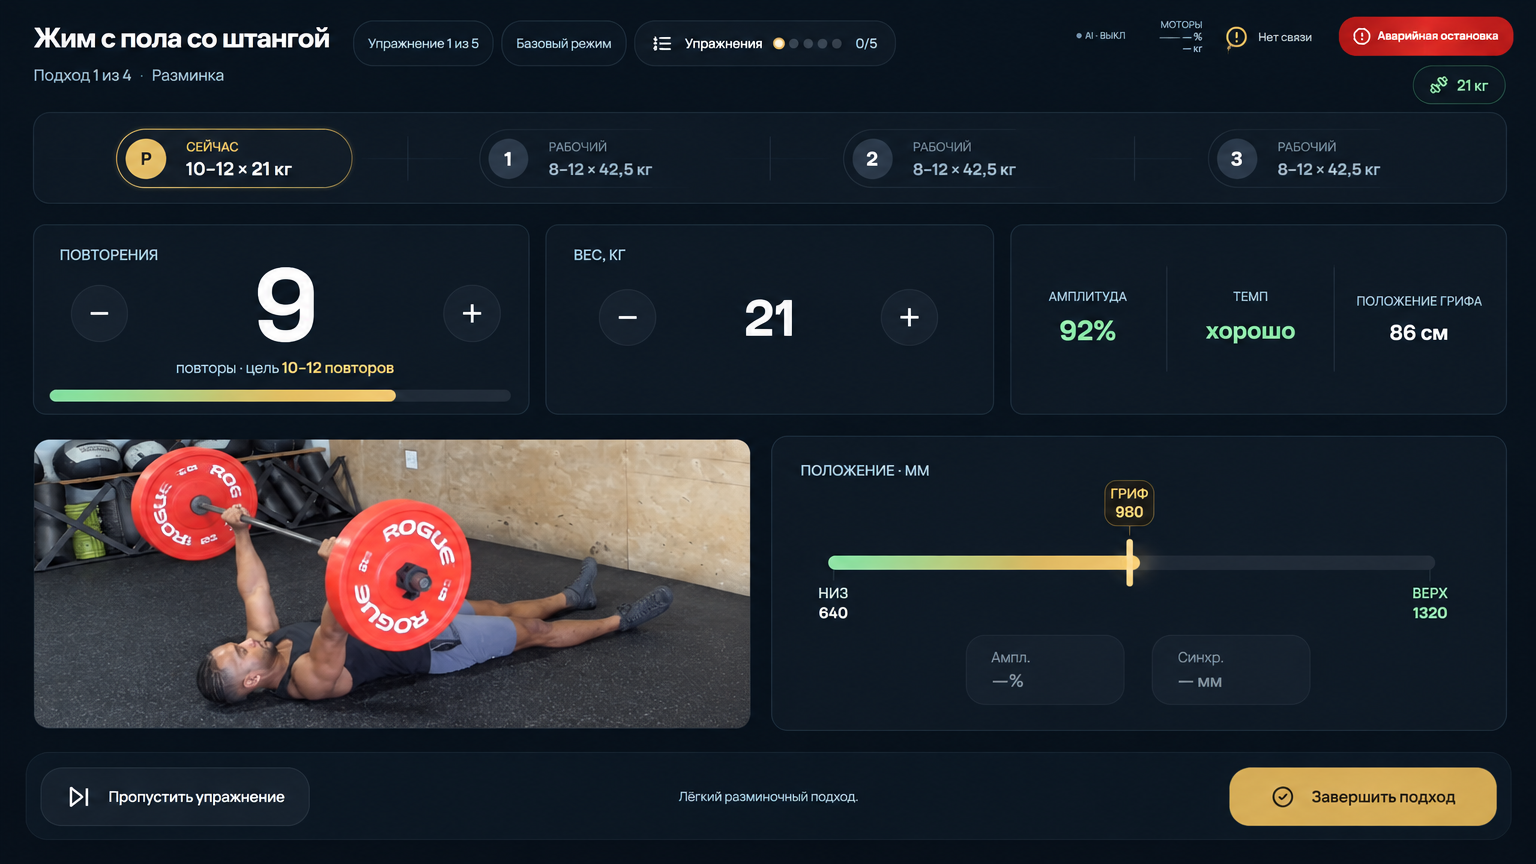 Жим с пола со штангой
Упражнение 1 из 5
Базовый режим
Упражнения
0/5
AI · ВЫКЛ
МОТОРЫ
— %
— кг
Нет связи
Аварийная остановка
Подход 1 из 4 · Разминка
21 кг
Р
СЕЙЧАС
10–12 × 21 кг
1
РАБОЧИЙ
8–12 × 42,5 кг
2
РАБОЧИЙ
8–12 × 42,5 кг
3
РАБОЧИЙ
8–12 × 42,5 кг
ПОВТОРЕНИЯ
9
повторы · цель 10–12 повторов
ВЕС, КГ
21
АМПЛИТУДА
92%
ТЕМП
хорошо
ПОЛОЖЕНИЕ ГРИФА
86 см
ROGUE
ROGUE
ROGUE
ROGUE
ПОЛОЖЕНИЕ · ММ
ГРИФ
980
НИЗ
640
ВЕРХ
1320
Ампл.
—%
Синхр.
— мм
Пропустить упражнение
Лёгкий разминочный подход.
Завершить подход